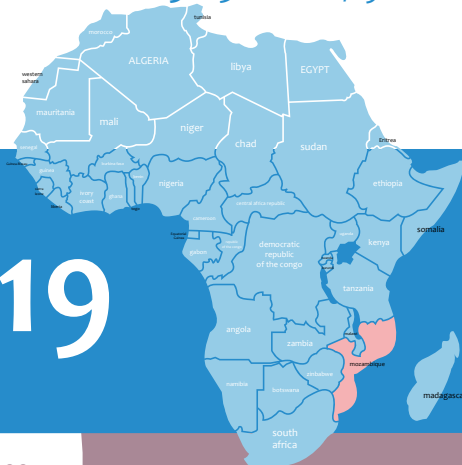 tunisia
morocco
ALGERIA
libya
EGYPT
western
sahara
mauritania
mali
niger
chad
sudan
Eritrea
senegal
guinea
nigeria
ethiopia
ivory
coast
ghana
central africa republic
cameroon
somalia
gabon
democratic
republic
of the congo
uganda
kenya
19
tanzania
angola
zambia
mozambique
zimbabwe
namibia
botswana
madagasca
south
africa